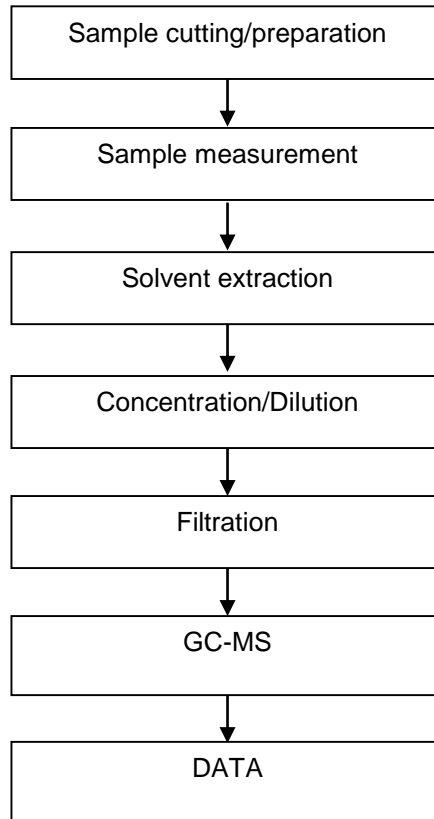 Sample cutting/preparation
Sample measurement
Solvent extraction
Concentration/Dilution
Filtration
GC-MS
DATA